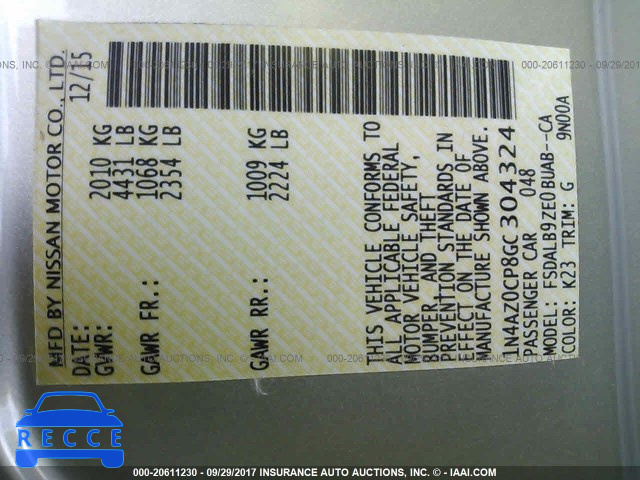 MFD BY NISSAN MOTOR CO., LTD.
DATE: 12/15
GVWR: 2010 KG
4431 LB
GAWR FR.: 1068 KG
2354 LB
GAWR RR.: 1009 KG
2224 LB
THIS VEHICLE CONFORMS TO
ALL APPLICABLE FEDERAL
MOTOR VEHICLE SAFETY,
BUMPER, AND THEFT
PREVENTION STANDARDS IN
EFFECT ON THE DATE OF
MANUFACTURE SHOWN ABOVE.
1N4AZ0CP8GC304324
PASSENGER CAR 048
MODEL: FSDALB9ZE0BUAB--CA
COLOR: K23 TRIM: G 9N00A
RECCE
000-20611230 - 09/29/2017 INSURANCE AUTO AUCTIONS, INC. - © IAAI.COM